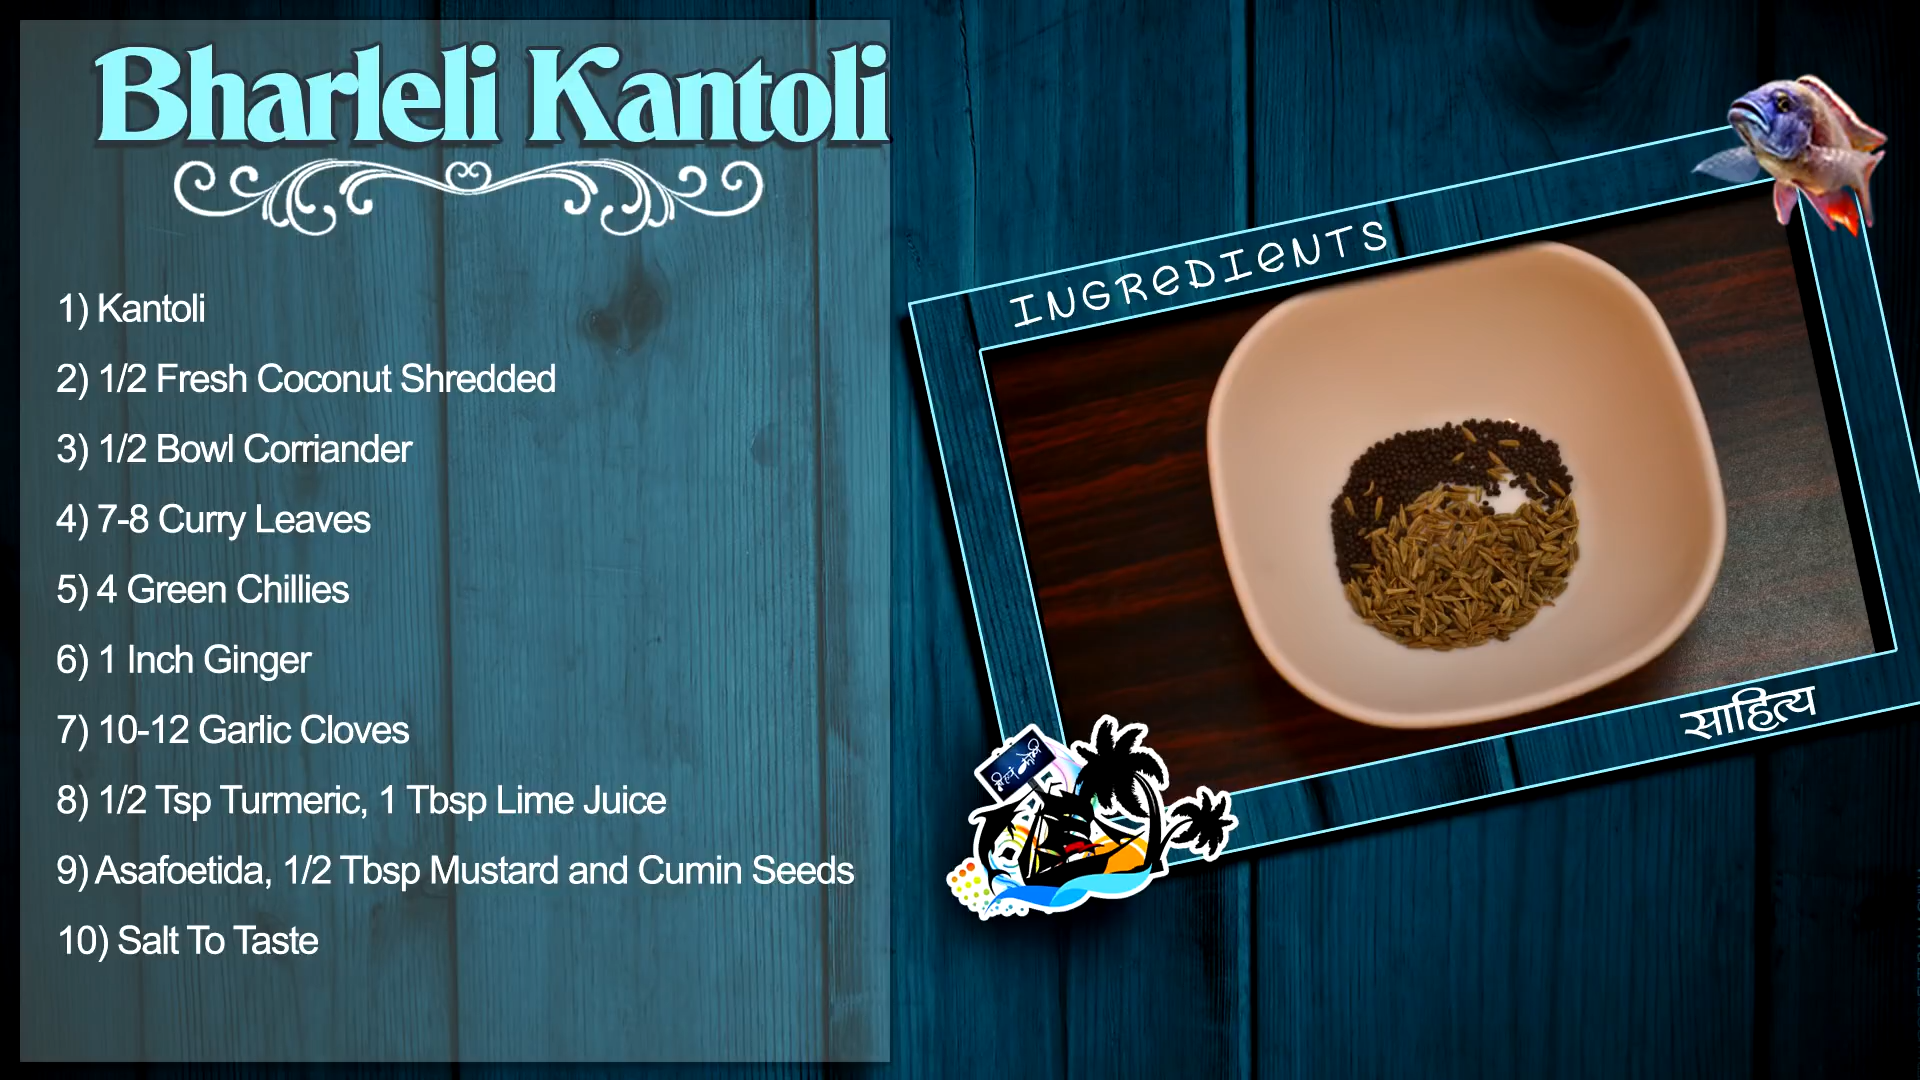 Bharleli Kantoli
1) Kantoli
2) 1/2 Fresh Coconut Shredded
3) 1/2 Bowl Corriander
4) 7-8 Curry Leaves
5) 4 Green Chillies
6) 1 Inch Ginger
7) 10-12 Garlic Cloves
8) 1/2 Tsp Turmeric, 1 Tbsp Lime Juice
9) Asafoetida, 1/2 Tbsp Mustard and Cumin Seeds
10) Salt To Taste
INGReDIeNTS
साहित्य